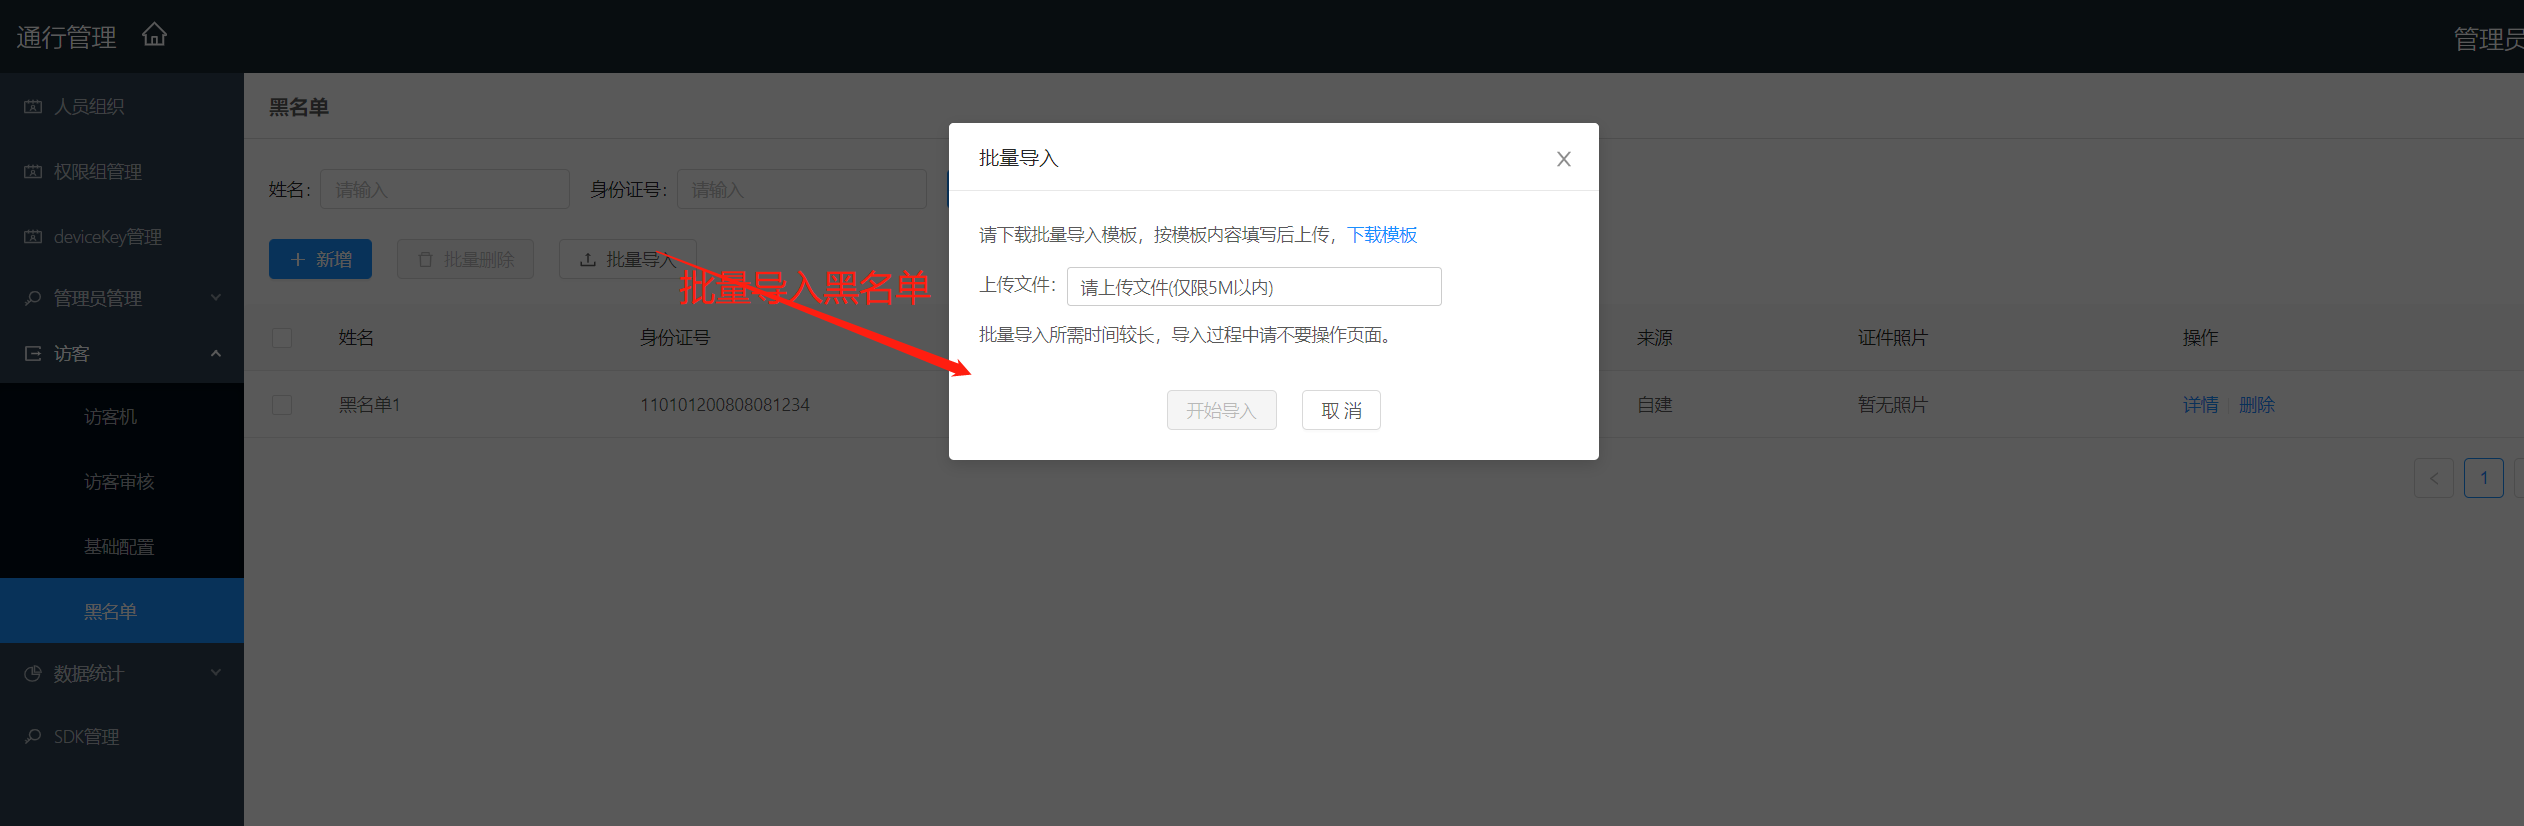 通行管理
管理员
人员组织
权限组管理
deviceKey管理
管理员管理
访客
访客机
访客审核
基础配置
黑名单
数据统计
SDK管理
黑名单
姓名： 请输入 身份证号： 请输入
新增 批量删除 批量导入
批量导入黑名单
姓名 身份证号 来源 证件照片 操作
黑名单1 110101200808081234 自建 暂无照片 详情 删除
1
批量导入
请下载批量导入模板，按模板内容填写后上传，下载模板
上传文件： 请上传文件(仅限5M以内)
批量导入所需时间较长，导入过程中请不要操作页面。
开始导入 取 消